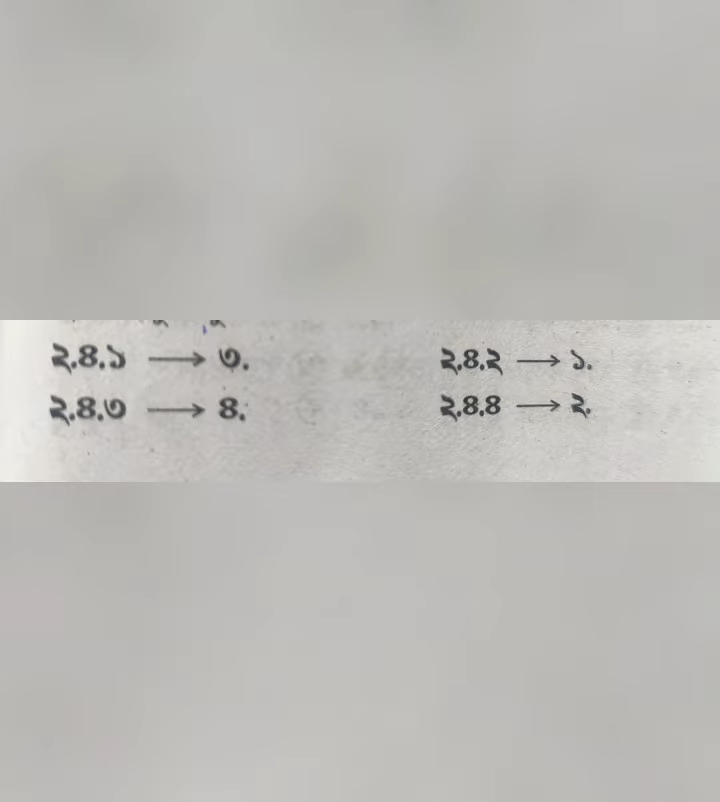 ২.৪.১ → ৩. ২.৪.২ → ১.
২.৪.৩ → ৪. ২.৪.৪ → ২.